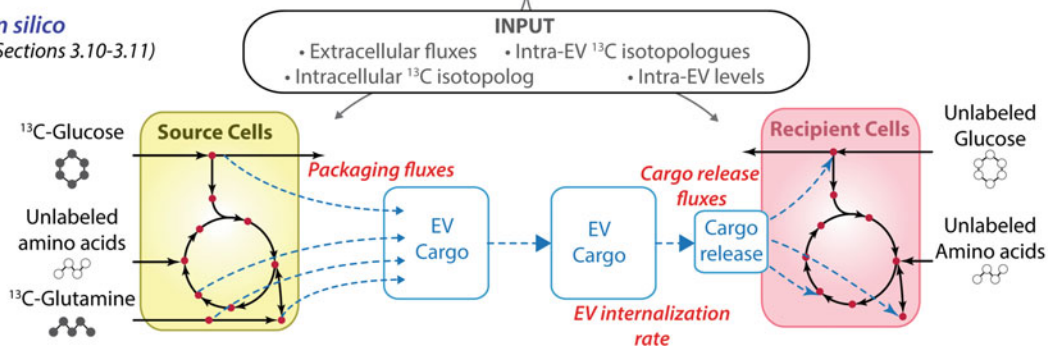 n silico
Sections 3.10-3.11)
INPUT
• Extracellular fluxes • Intra-EV ¹³C isotopologues
• Intracellular ¹³C isotopolog • Intra-EV levels
¹³C-Glucose
Source Cells
Packaging fluxes
Unlabeled
amino acids
¹³C-Glutamine
EV
Cargo
EV
Cargo
EV internalization
rate
Cargo release
fluxes
Cargo
release
Recipient Cells
Unlabeled
Glucose
Unlabeled
Amino acids